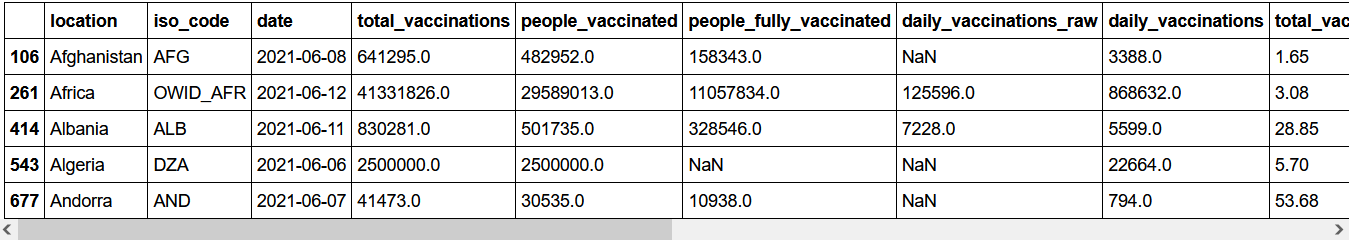 location iso_code date total_vaccinations people_vaccinated people_fully_vaccinated daily_vaccinations_raw daily_vaccinations total_vac
106 Afghanistan AFG 2021-06-08 641295.0 482952.0 158343.0 NaN 3388.0 1.65
261 Africa OWID_AFR 2021-06-12 41331826.0 29589013.0 11057834.0 125596.0 868632.0 3.08
414 Albania ALB 2021-06-11 830281.0 501735.0 328546.0 7228.0 5599.0 28.85
543 Algeria DZA 2021-06-06 2500000.0 2500000.0 NaN NaN 22664.0 5.70
677 Andorra AND 2021-06-07 41473.0 30535.0 10938.0 NaN 794.0 53.68